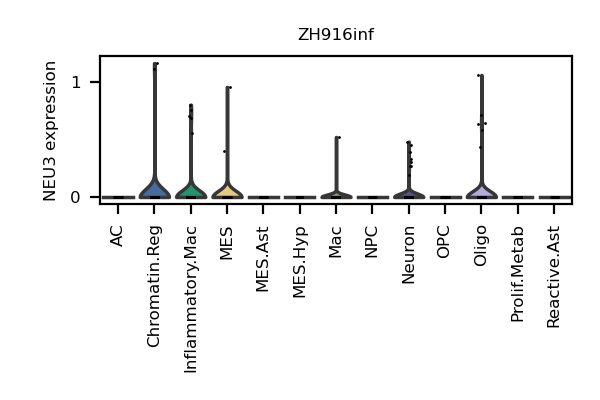 ZH916inf
NEU3 expression
1
0
AC
Chromatin.Reg
Inflammatory.Mac
MES
MES.Ast
MES.Hyp
Mac
NPC
Neuron
OPC
Oligo
Prolif.Metab
Reactive.Ast